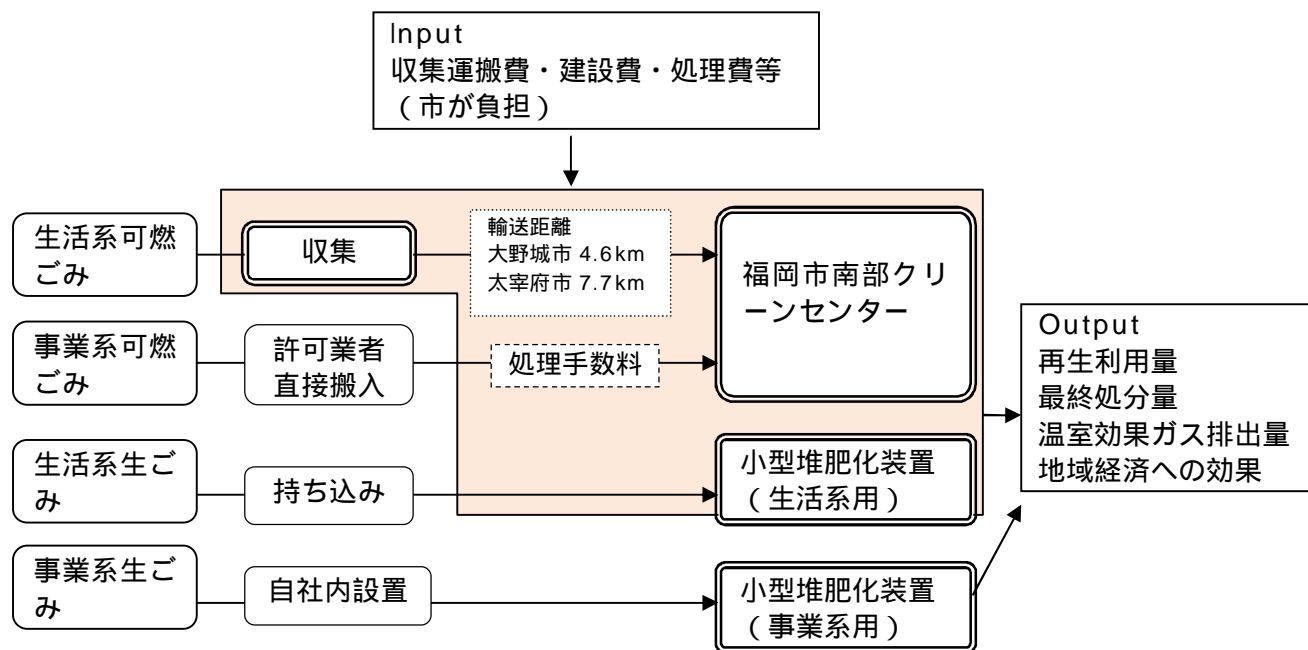 Input
収集運搬費・建設費・処理費等
（市が負担）
生活系可燃
ごみ
収集
輸送距離
大野城市 4.6km
太宰府市 7.7km
福岡市南部クリ
ーンセンター
事業系可燃
ごみ
許可業者
直接搬入
処理手数料
Output
再生利用量
最終処分量
温室効果ガス排出量
地域経済への効果
生活系生ご
み
持ち込み
小型堆肥化装置
（生活系用）
事業系生ご
み
自社内設置
小型堆肥化装置
（事業系用）